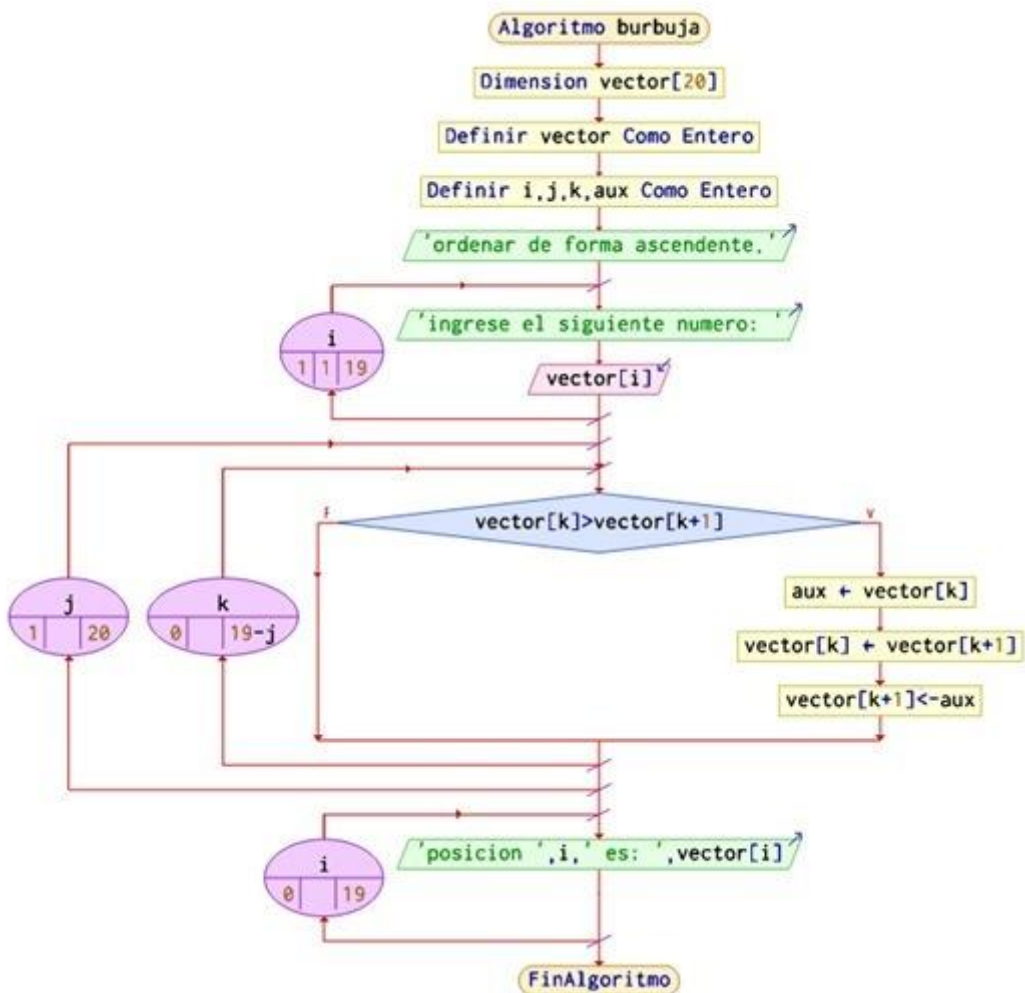 Algoritmo burbuja
Dimension vector[20]
Definir vector Como Entero
Definir i,j,k,aux Como Entero
'ordenar de forma ascendente.'
'ingrese el siguiente numero: '
i
1 1 19
vector[i]
F
vector[k]>vector[k+1]
V
j
1 20
k
0 19-j
aux ← vector[k]
vector[k] ← vector[k+1]
vector[k+1]<-aux
'posicion ',i,' es: ',vector[i]
i
0 19
FinAlgoritmo